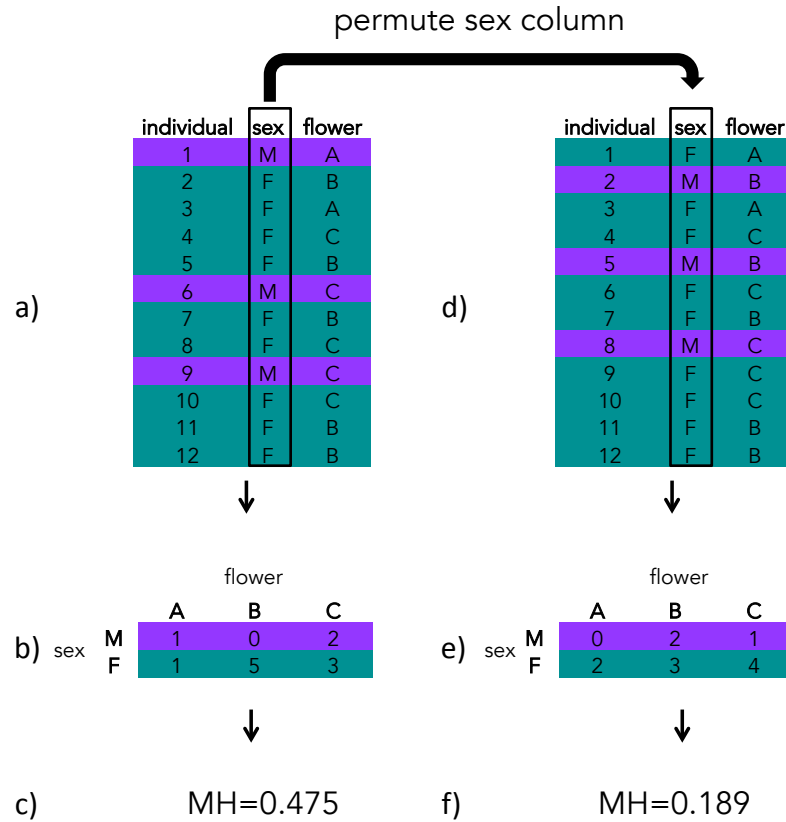 permute sex column
individual sex flower
1 M A
2 F B
3 F A
4 F C
5 F B
6 M C
7 F B
8 F C
9 M C
10 F C
11 F B
12 F B
a)
individual sex flower
1 F A
2 M B
3 F A
4 F C
5 M B
6 F C
7 F B
8 M C
9 F C
10 F C
11 F B
12 F B
d)
flower
A B C
b) sex
M 1 0 2
F 1 5 3
flower
A B C
e) sex
M 0 2 1
F 2 3 4
c) MH=0.475
f) MH=0.189